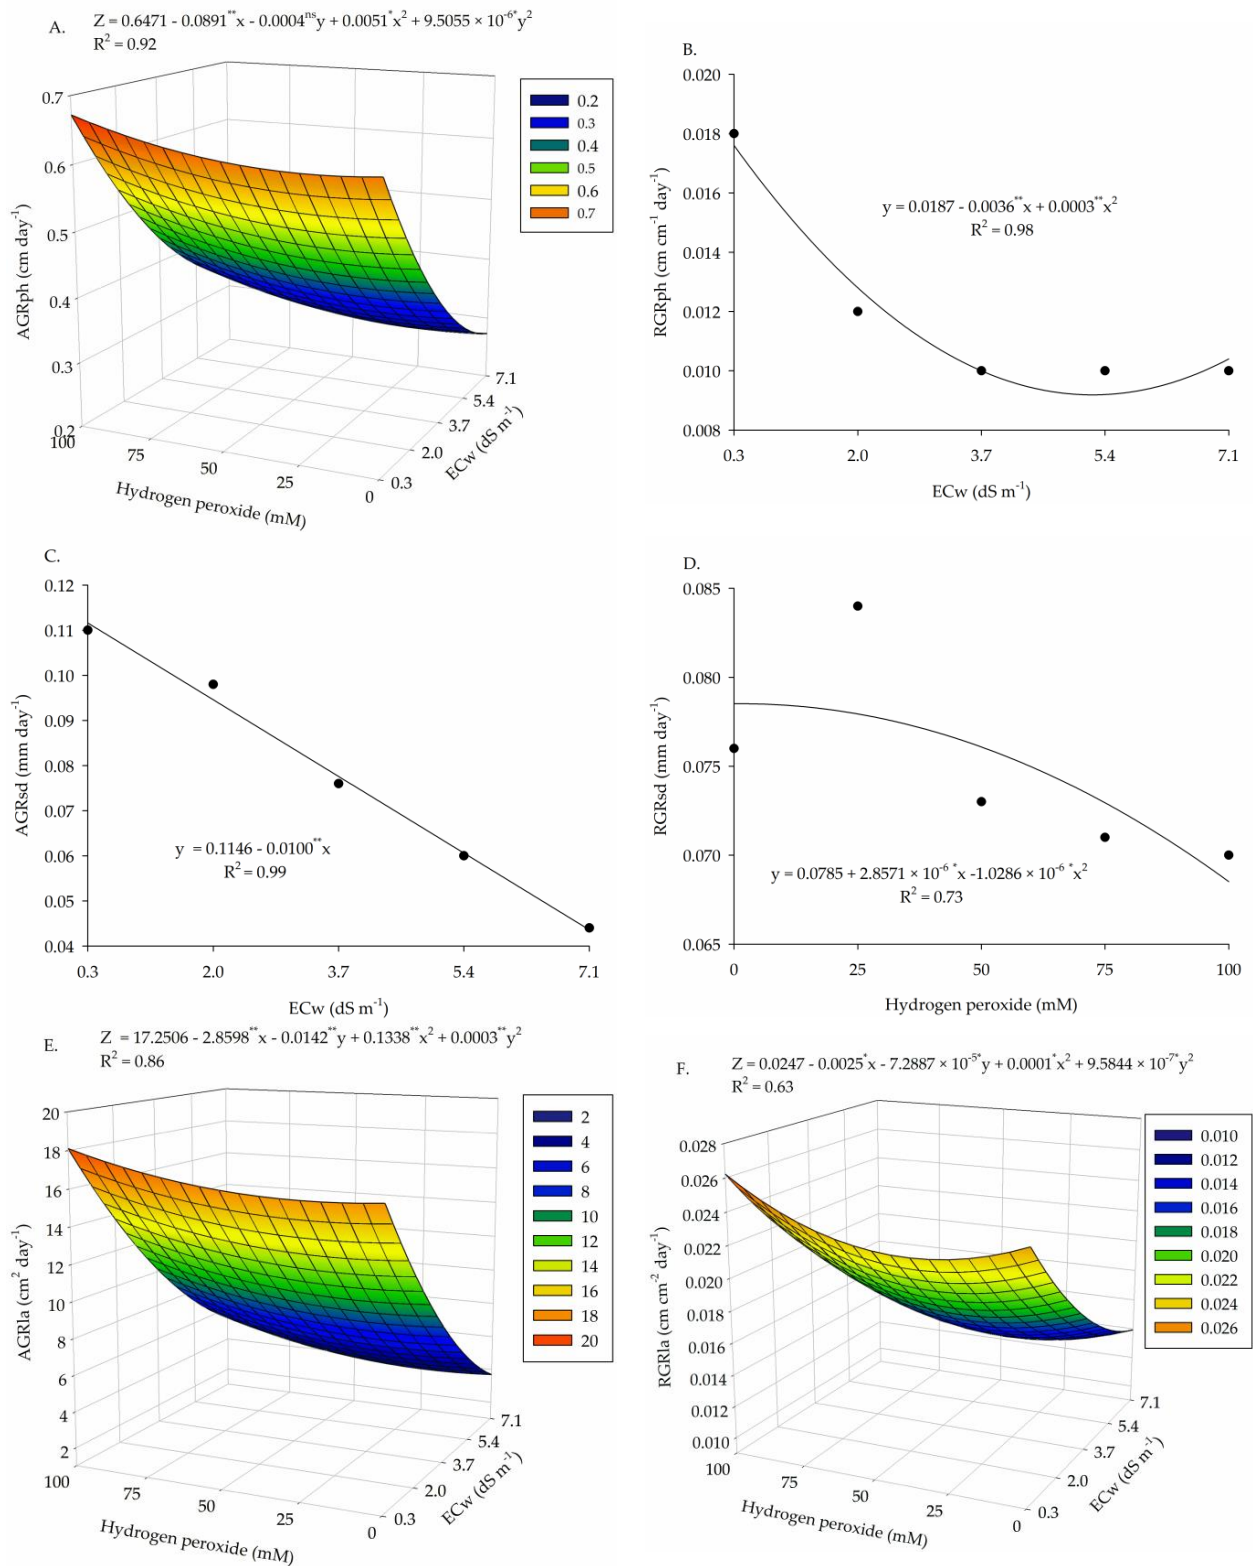 A.
Z = 0.6471 - 0.0891**x - 0.0004ⁿˢy + 0.0051*x² + 9.5055 × 10⁻⁶*y²
R² = 0.92
0.7
0.6
0.5
0.4
0.3
0.2
AGRph (cm day⁻¹)
100
75
50
25
0
Hydrogen peroxide (mM)
0.3
2.0
3.7
5.4
7.1
ECw (dS m⁻¹)
0.2
0.3
0.4
0.5
0.6
0.7
B.
0.020
0.018
0.016
0.014
0.012
0.010
0.008
RGRph (cm cm⁻¹ day⁻¹)
y = 0.0187 - 0.0036**x + 0.0003**x²
R² = 0.98
0.3 2.0 3.7 5.4 7.1
ECw (dS m⁻¹)
C.
0.12
0.11
0.10
0.09
0.08
0.07
0.06
0.05
0.04
AGRsd (mm day⁻¹)
y = 0.1146 - 0.0100**x
R² = 0.99
0.3 2.0 3.7 5.4 7.1
ECw (dS m⁻¹)
D.
0.085
0.080
0.075
0.070
0.065
RGRsd (mm day⁻¹)
y = 0.0785 + 2.8571 × 10⁻⁶ *x -1.0286 × 10⁻⁶ *x²
R² = 0.73
0 25 50 75 100
Hydrogen peroxide (mM)
E.
Z = 17.2506 - 2.8598**x - 0.0142**y + 0.1338**x² + 0.0003**y²
R² = 0.86
20
18
16
14
12
10
8
6
4
2
AGRla (cm² day⁻¹)
100
75
50
25
0
Hydrogen peroxide (mM)
0.3
2.0
3.7
5.4
7.1
ECw (dS m⁻¹)
2
4
6
8
10
12
14
16
18
20
F.
Z = 0.0247 - 0.0025*x - 7.2887 × 10⁻⁵*y + 0.0001*x² + 9.5844 × 10⁻⁷*y²
R² = 0.63
0.028
0.026
0.024
0.022
0.020
0.018
0.016
0.014
0.012
0.010
RGRla (cm cm⁻² day⁻¹)
100
75
50
25
0
Hydrogen peroxide (mM)
0.3
2.0
3.7
5.4
7.1
ECw (dS m⁻¹)
0.010
0.012
0.014
0.016
0.018
0.020
0.022
0.024
0.026